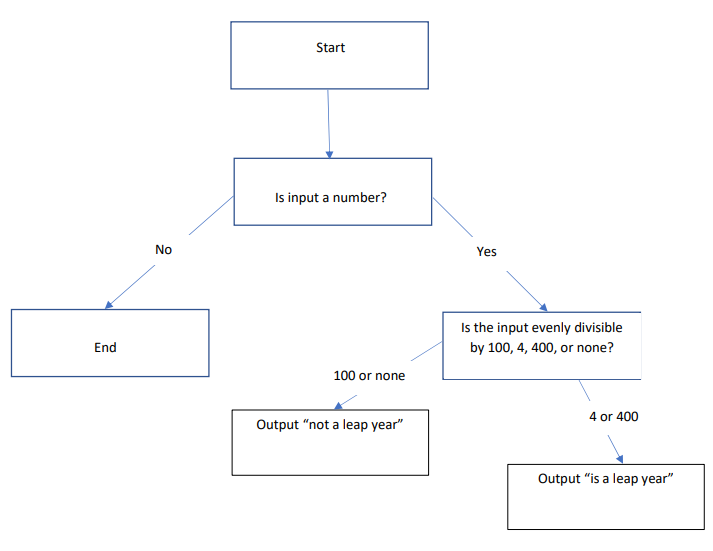 Start
Is input a number?
No
Yes
End
Is the input evenly divisible
by 100, 4, 400, or none?
100 or none
4 or 400
Output “not a leap year”
Output “is a leap year”